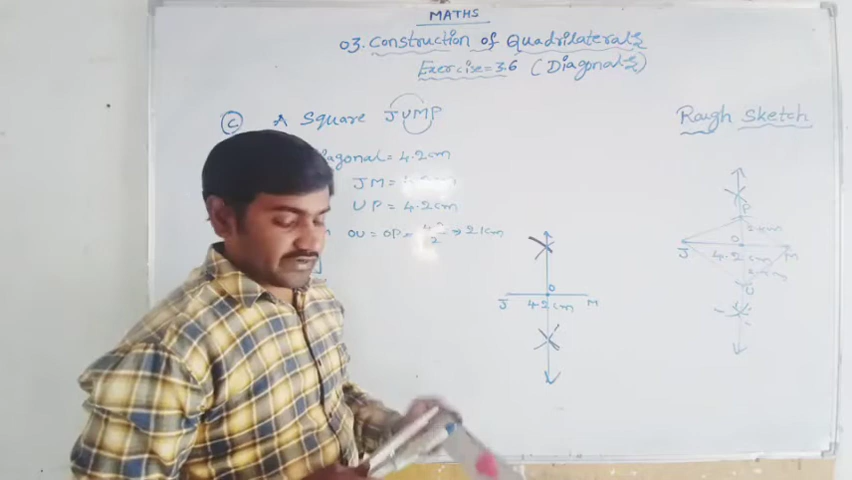 MATHS
03. Construction of Quadrilaterals
Exercise = 3.6 (Diagonals)
C A Square JUMP
Diagonal = 4.2cm
JM =
UP = 4.2cm
OU = OP = 4.2/2 => 2.1cm
O
J 4.2cm M
Rough Sketch
P
O
J 4.2cm M
U